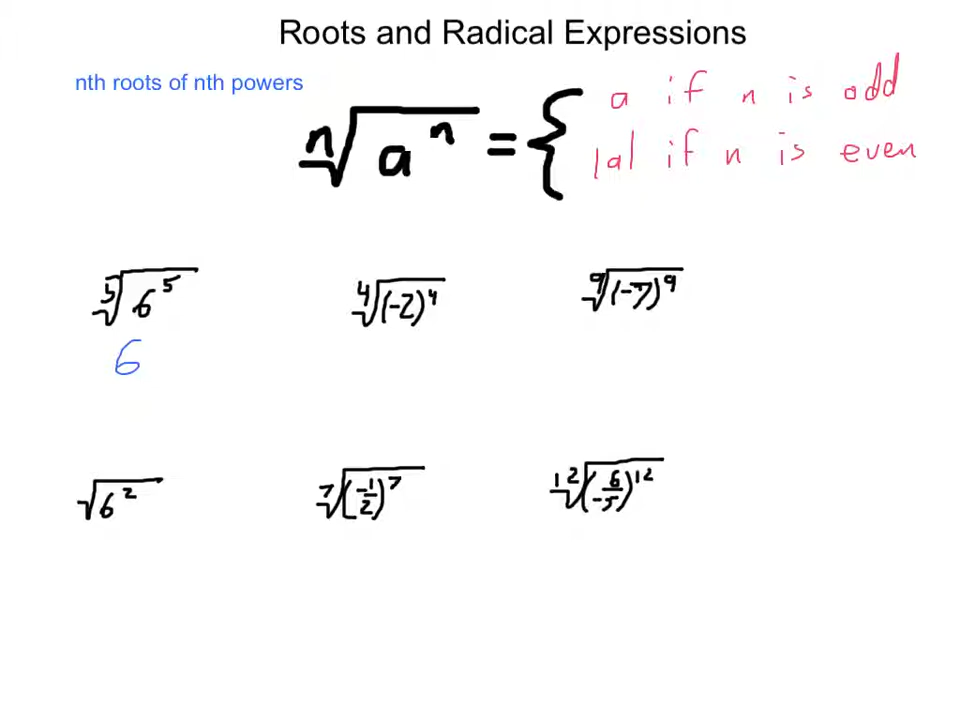 Roots and Radical Expressions
nth roots of nth powers
ⁿ√(aⁿ) = { a if n is odd
|a| if n is even
⁵√(6⁵) ⁴√((-2)⁴) ⁹√((-7)⁹)
6
√(6²) ⁷√((-1/2)⁷) ¹²√((6/-5)¹²)